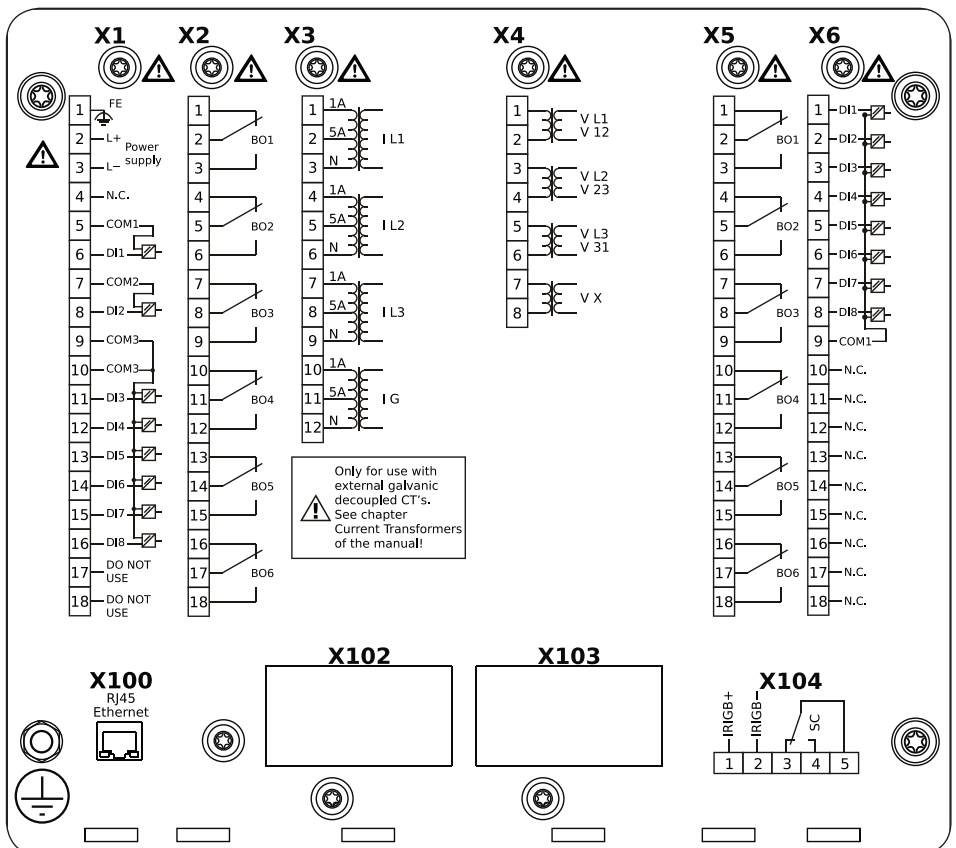 X1 X2 X3 X4 X5 X6
1 FE
2 L+
Power
supply
3 L−
4 N.C.
5 COM1
6 DI1
7 COM2
8 DI2
9 COM3
10 COM3
11 DI3
12 DI4
13 DI5
14 DI6
15 DI7
16 DI8
17 DO NOT
USE
18 DO NOT
USE
1
2 BO1
3
4
5 BO2
6
7
8 BO3
9
10
11 BO4
12
13
14 BO5
15
16
17 BO6
18
1 1A
2 5A I L1
3 N
4 1A
5 5A I L2
6 N
7 1A
8 5A I L3
9 N
10 1A
11 5A I G
12 N
Only for use with
external galvanic
decoupled CT's.
See chapter
Current Transformers
of the manual!
1 V L1
2 V 12
3 V L2
4 V 23
5 V L3
6 V 31
7 V X
8
1
2 BO1
3
4
5 BO2
6
7
8 BO3
9
10
11 BO4
12
13
14 BO5
15
16
17 BO6
18
1 DI1
2 DI2
3 DI3
4 DI4
5 DI5
6 DI6
7 DI7
8 DI8
9 COM1
10 N.C.
11 N.C.
12 N.C.
13 N.C.
14 N.C.
15 N.C.
16 N.C.
17 N.C.
18 N.C.
X100
RJ45
Ethernet
X102
X103
X104
IRIGB+
IRIGB-
SC
1 2 3 4 5